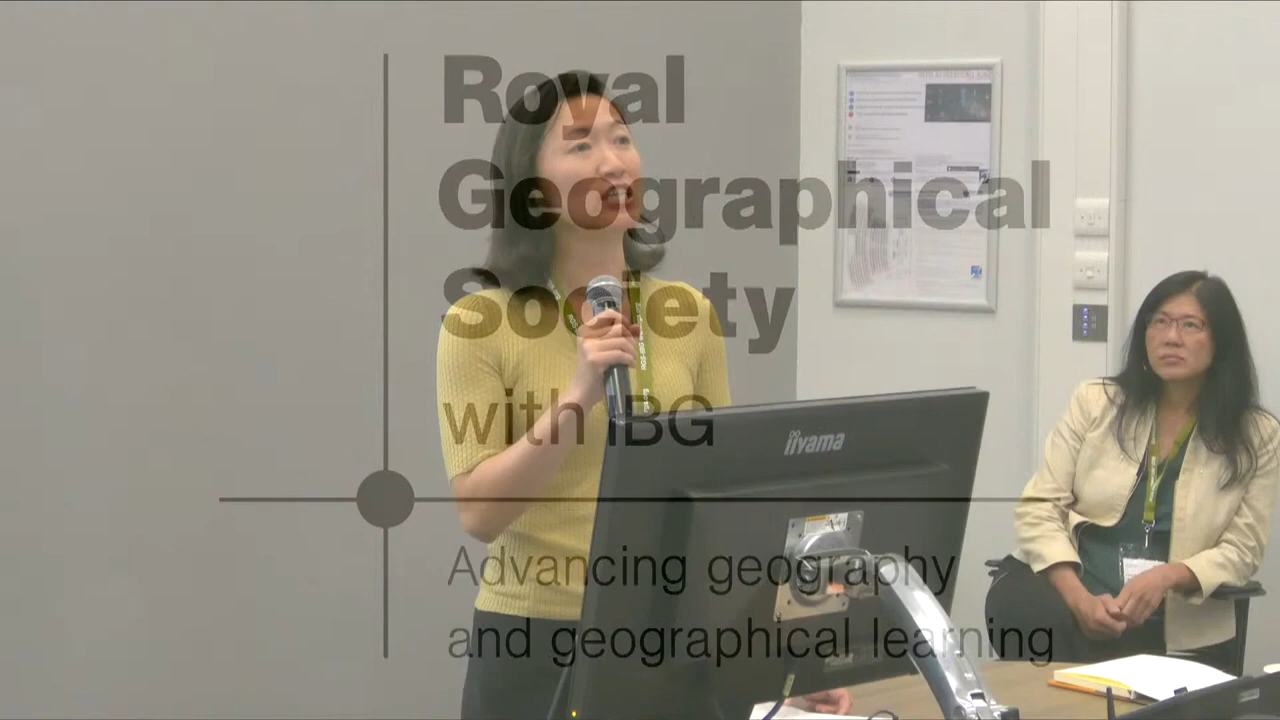 Royal
Geographical
Society
with IBG
Advancing geography
and geographical learning
iiyama